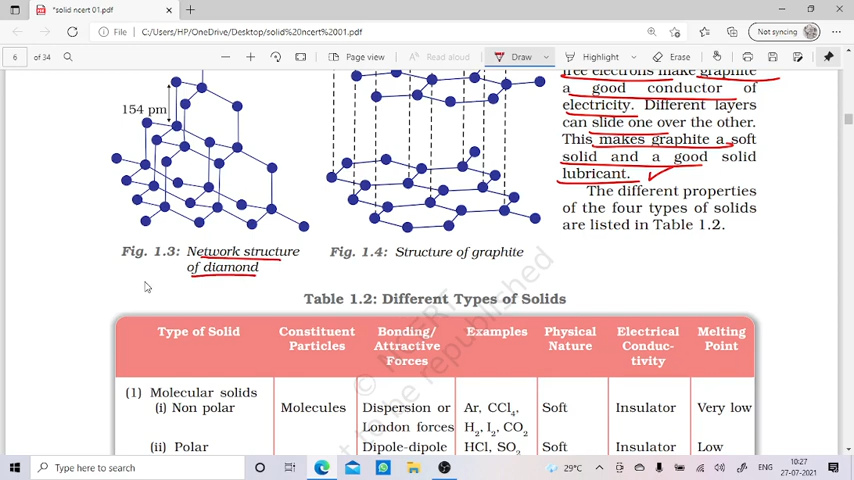 *solid ncert 01.pdf
C:/Users/HP/OneDrive/Desktop/solid%20ncert%2001.pdf
Not syncing
6 of 34
Page view
Read aloud
Draw
Highlight
Erase
free electrons make graphite
a good conductor of
electricity. Different layers
can slide one over the other.
This makes graphite a soft
solid and a good solid
lubricant.
The different properties
of the four types of solids
are listed in Table 1.2.
154 pm
Fig. 1.3: Network structure
of diamond
Fig. 1.4: Structure of graphite
Table 1.2: Different Types of Solids
Type of Solid
Constituent
Particles
Bonding/
Attractive
Forces
Examples
Physical
Nature
Electrical
Conduc-
tivity
Melting
Point
(1) Molecular solids
(i) Non polar
Molecules
Dispersion or
London forces
Ar, CCl₄,
H₂, I₂, CO₂
Soft
Insulator
Very low
(ii) Polar
Dipole-dipole
HCl, SO₂
Soft
Insulator
Low
© NCERT
not to be republished
Type here to search
29°C
ENG
10:27
27-07-2021